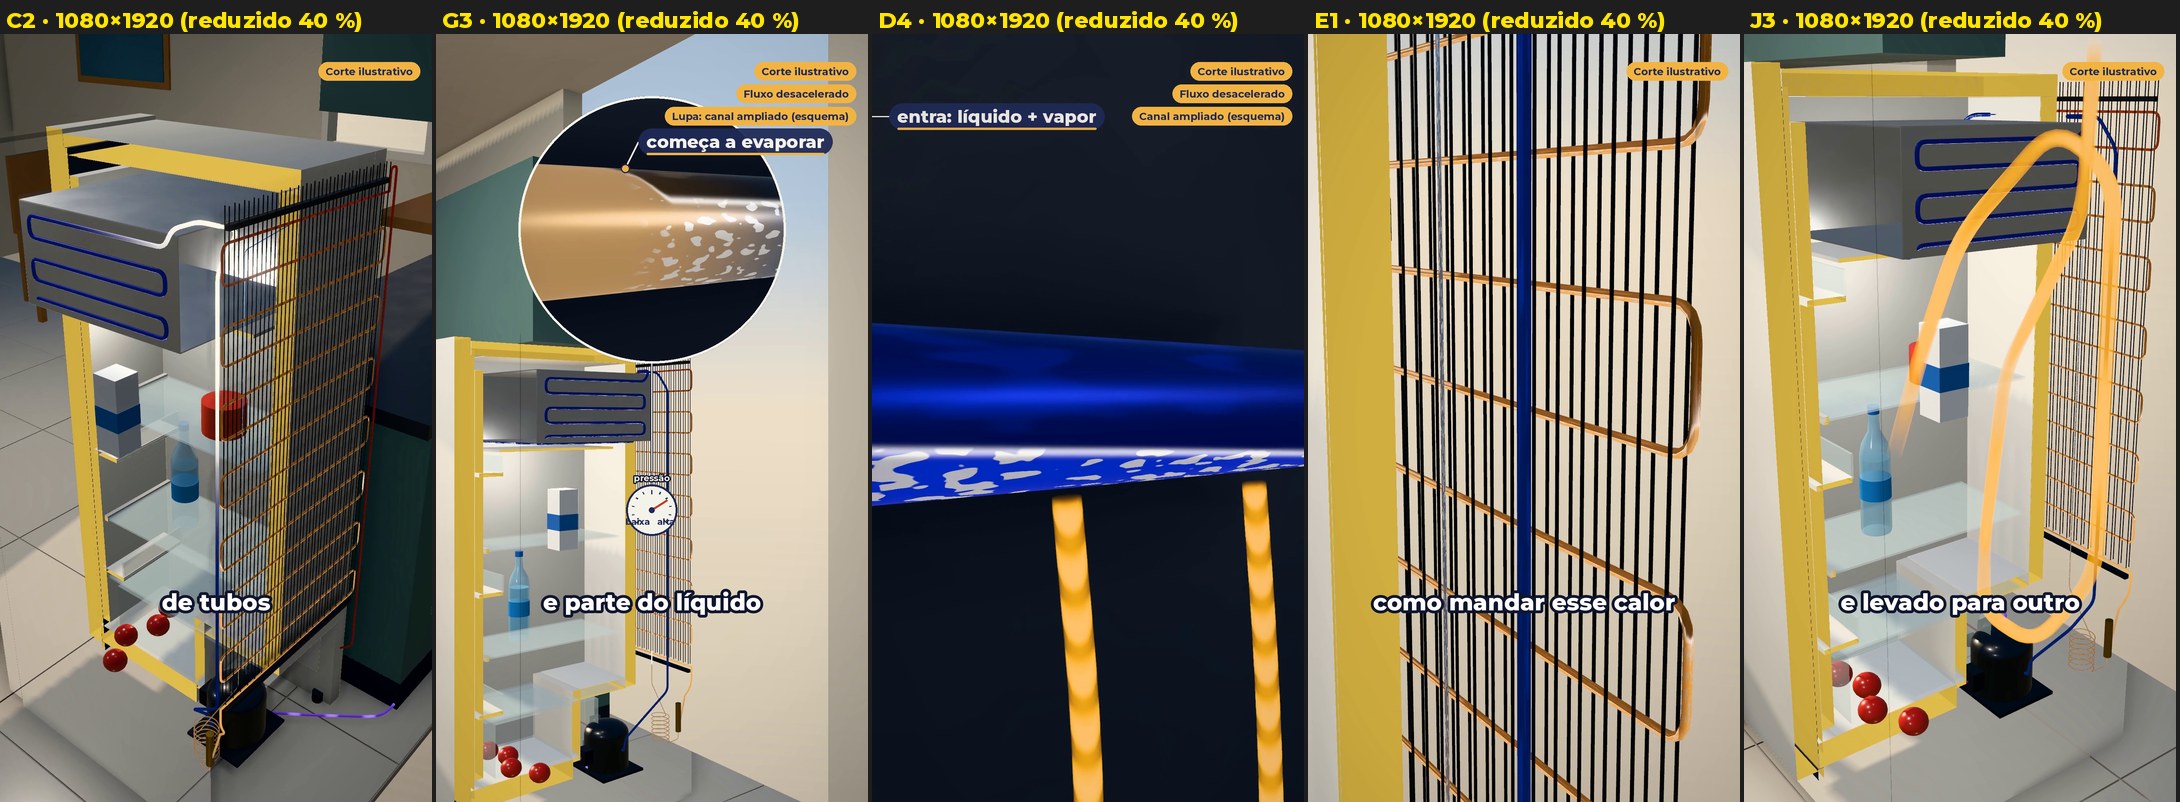 C2 · 1080×1920 (reduzido 40 %)
Corte ilustrativo
de tubos
G3 · 1080×1920 (reduzido 40 %)
Corte ilustrativo
Fluxo desacelerado
Lupa: canal ampliado (esquema)
começa a evaporar
pressão
baixa alta
e parte do líquido
D4 · 1080×1920 (reduzido 40 %)
Corte ilustrativo
Fluxo desacelerado
Canal ampliado (esquema)
entra: líquido + vapor
E1 · 1080×1920 (reduzido 40 %)
Corte ilustrativo
como mandar esse calor
J3 · 1080×1920 (reduzido 40 %)
Corte ilustrativo
e levado para outro